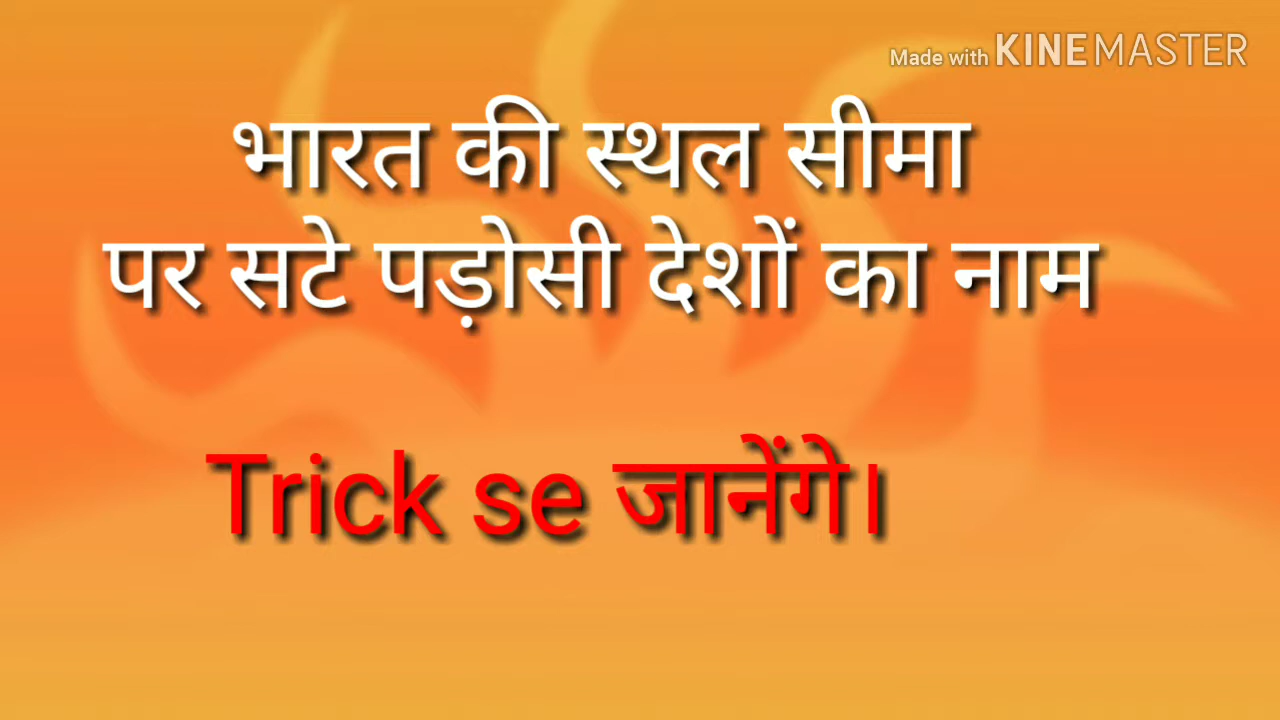 Made with KINEMASTER
भारत की स्थल सीमा
पर सटे पड़ोसी देशों का नाम
Trick se जानेंगे।